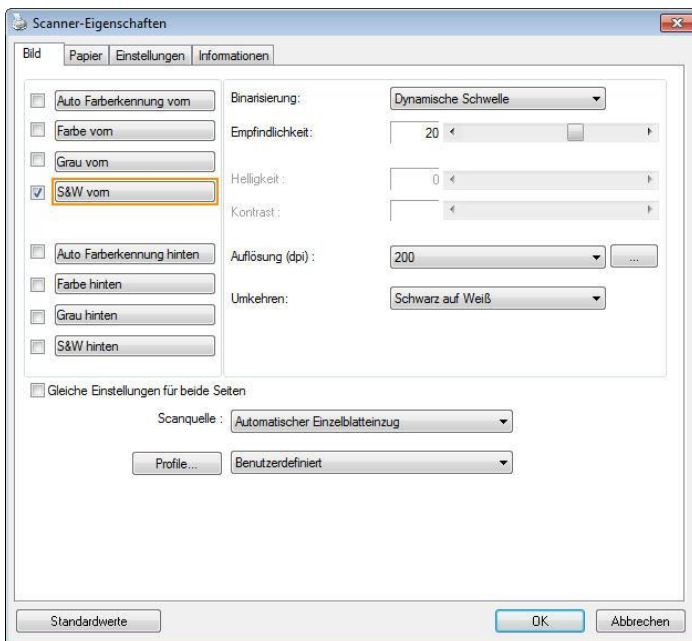 Scanner-Eigenschaften
Bild Papier Einstellungen Informationen
Auto Farberkennung vorn
Binarisierung: Dynamische Schwelle
Farbe vorn
Empfindlichkeit: 20
Grau vorn
Helligkeit : 0
S&W vorn
Kontrast :
Auto Farberkennung hinten
Auflösung (dpi) : 200 ...
Farbe hinten
Umkehren: Schwarz auf Weiß
Grau hinten
S&W hinten
Gleiche Einstellungen für beide Seiten
Scanquelle : Automatischer Einzelblatteinzug
Profile... Benutzerdefiniert
Standardwerte OK Abbrechen